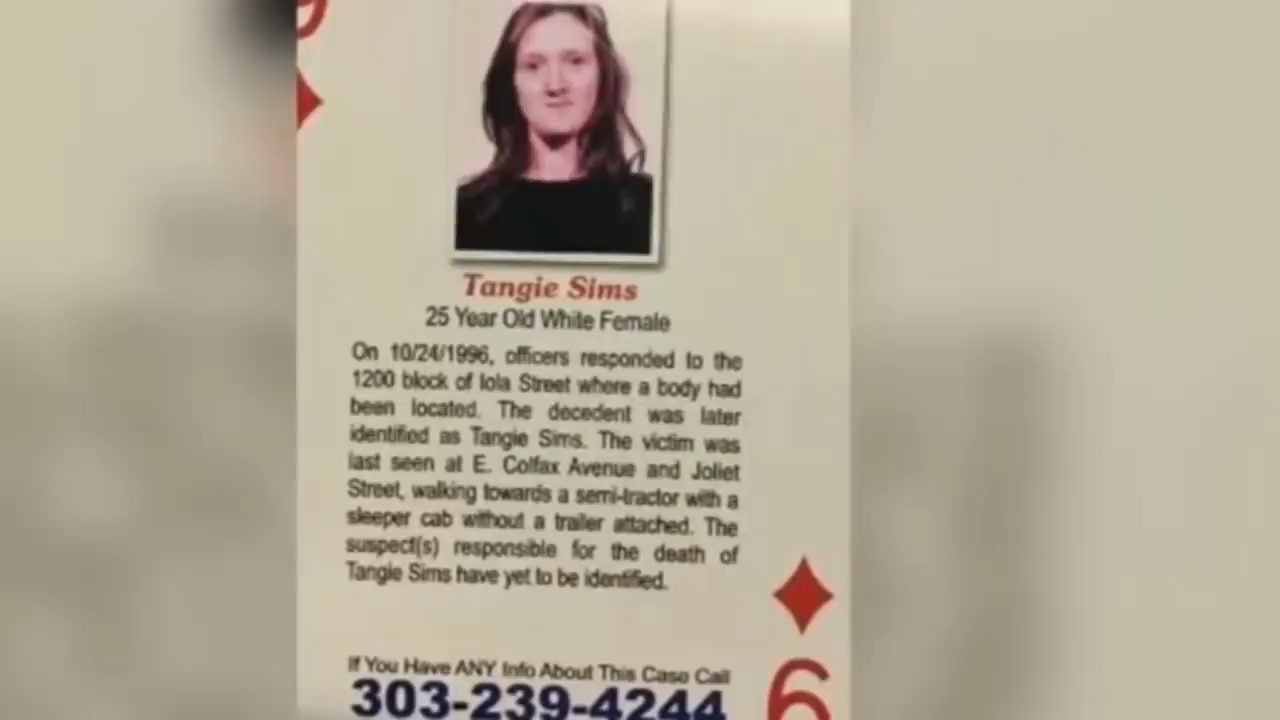 9
Tangie Sims
25 Year Old White Female
On 10/24/1996, officers responded to the
1200 block of Iola Street where a body had
been located. The decedent was later
identified as Tangie Sims. The victim was
last seen at E. Colfax Avenue and Joliet
Street, walking towards a semi-tractor with a
sleeper cab without a trailer attached. The
suspect(s) responsible for the death of
Tangie Sims have yet to be identified.
If You Have ANY Info About This Case Call
303-239-4244
9